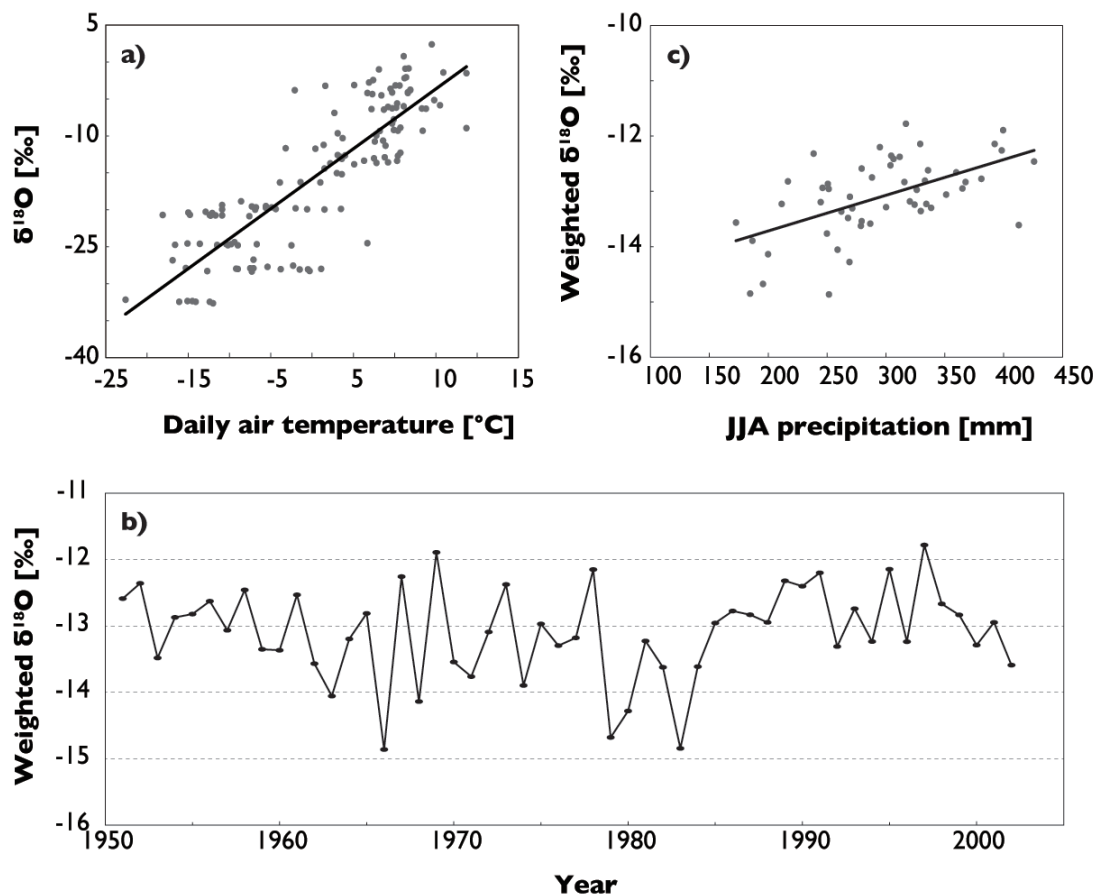 a)
5
-10
-25
-40
δ¹⁸O [‰]
-25 -15 -5 5 15
Daily air temperature [°C]
c)
-10
-12
-14
-16
Weighted δ¹⁸O [‰]
100 150 200 250 300 350 400 450
JJA precipitation [mm]
b)
-11
-12
-13
-14
-15
-16
Weighted δ¹⁸O [‰]
1950 1960 1970 1980 1990 2000
Year